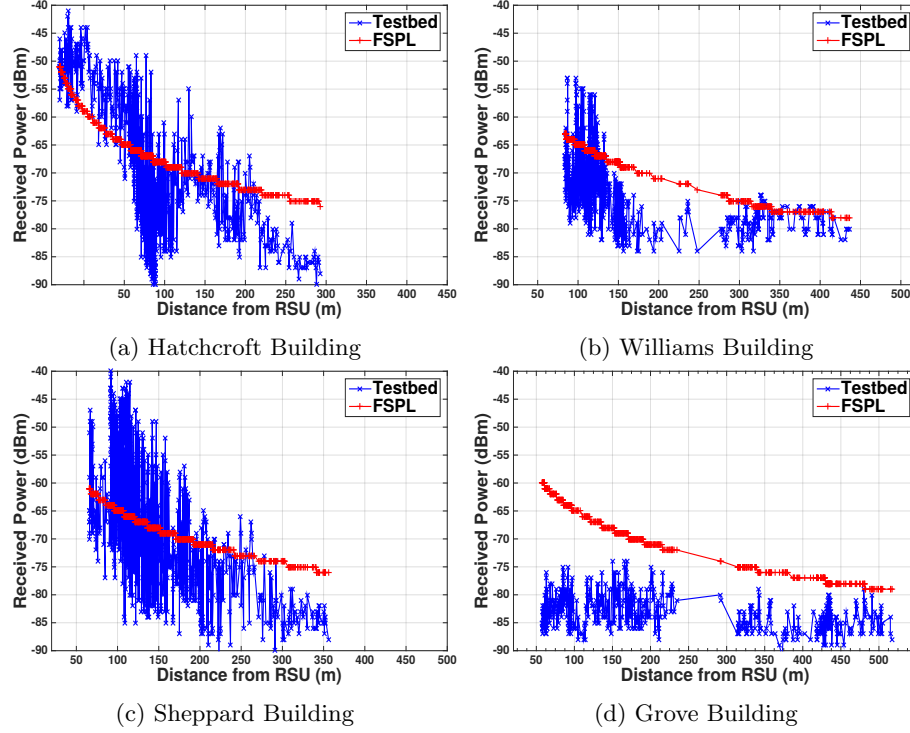 -40
-45
-50
-55
-60
-65
-70
-75
-80
-85
-90
Received Power (dBm)
Testbed
FSPL
50 100 150 200 250 300 350 400 450
Distance from RSU (m)
(a) Hatchcroft Building
-40
-45
-50
-55
-60
-65
-70
-75
-80
-85
-90
Received Power (dBm)
Testbed
FSPL
50 100 150 200 250 300 350 400 450 500
Distance from RSU (m)
(b) Williams Building
-40
-45
-50
-55
-60
-65
-70
-75
-80
-85
-90
Received Power (dBm)
Testbed
FSPL
50 100 150 200 250 300 350 400 450 500
Distance from RSU (m)
(c) Sheppard Building
-40
-45
-50
-55
-60
-65
-70
-75
-80
-85
-90
Received Power (dBm)
Testbed
FSPL
50 100 150 200 250 300 350 400 450 500
Distance from RSU (m)
(d) Grove Building